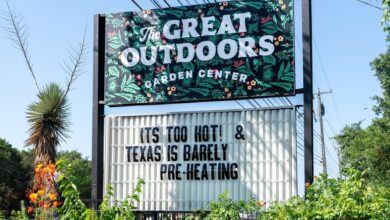 The
GREAT
OUTDOORS
GARDEN CENTER
ITS TOO HOT! &
TEXAS IS BARELY
PRE-HEATING